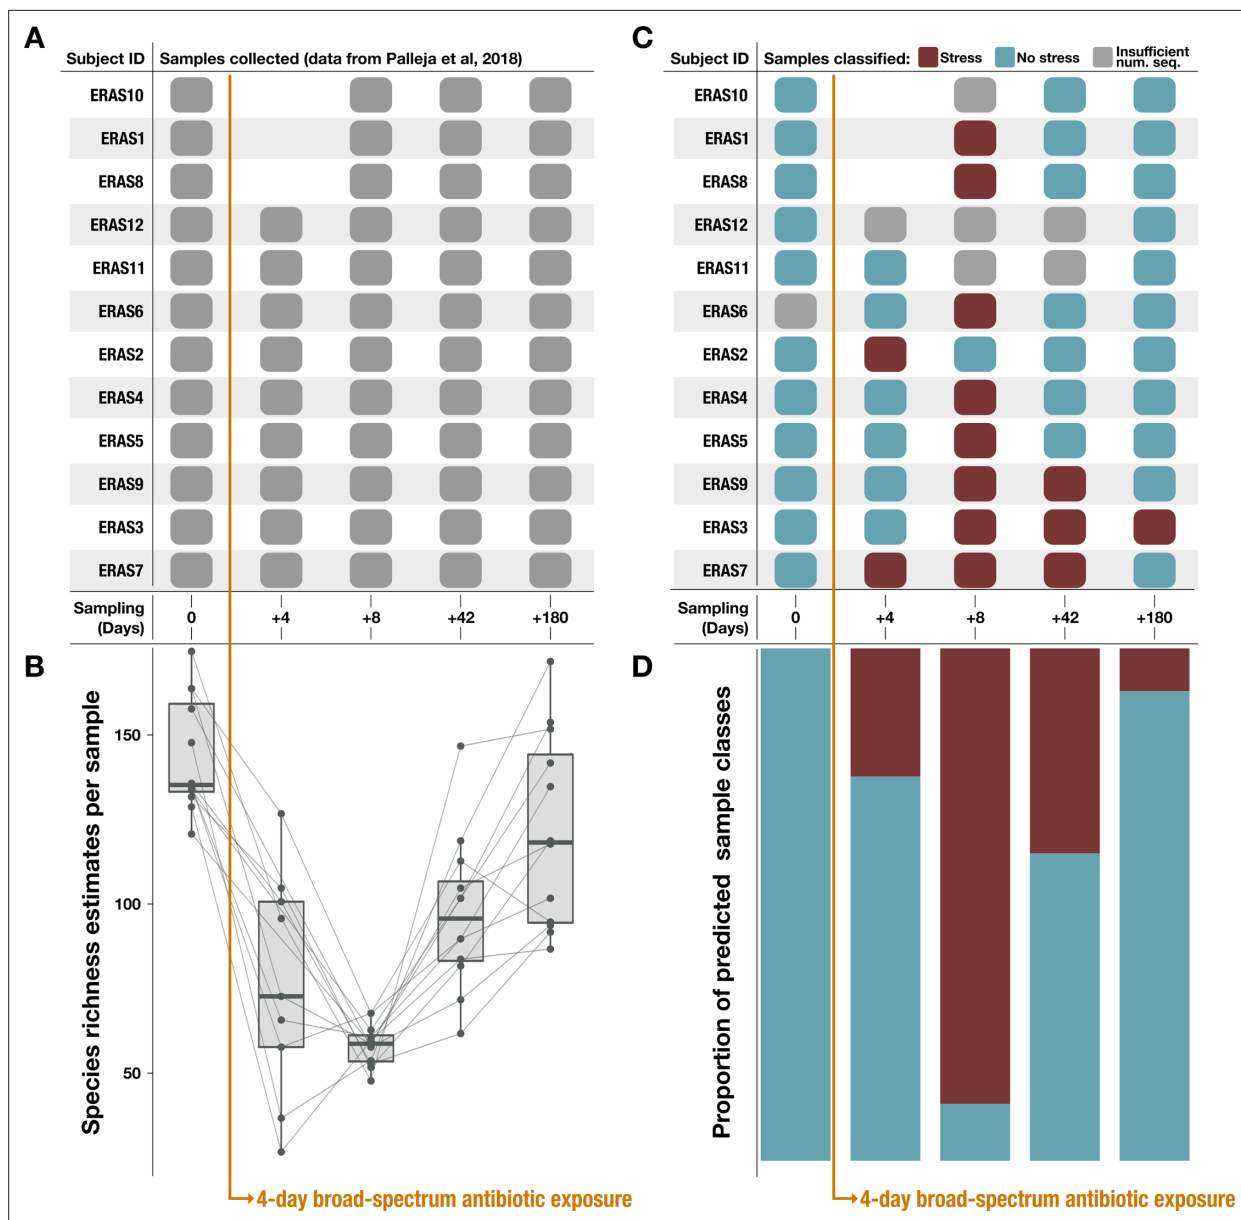 A
Subject ID
Samples collected (data from Palleja et al, 2018)
ERAS10
ERAS1
ERAS8
ERAS12
ERAS11
ERAS6
ERAS2
ERAS4
ERAS5
ERAS9
ERAS3
ERAS7
Sampling
(Days)
0
+4
+8
+42
+180
B
Species richness estimates per sample
150
100
50
4-day broad-spectrum antibiotic exposure
C
Subject ID
Samples classified:
Stress
No stress
Insufficient
num. seq.
ERAS10
ERAS1
ERAS8
ERAS12
ERAS11
ERAS6
ERAS2
ERAS4
ERAS5
ERAS9
ERAS3
ERAS7
Sampling
(Days)
0
+4
+8
+42
+180
D
Proportion of predicted sample classes
4-day broad-spectrum antibiotic exposure